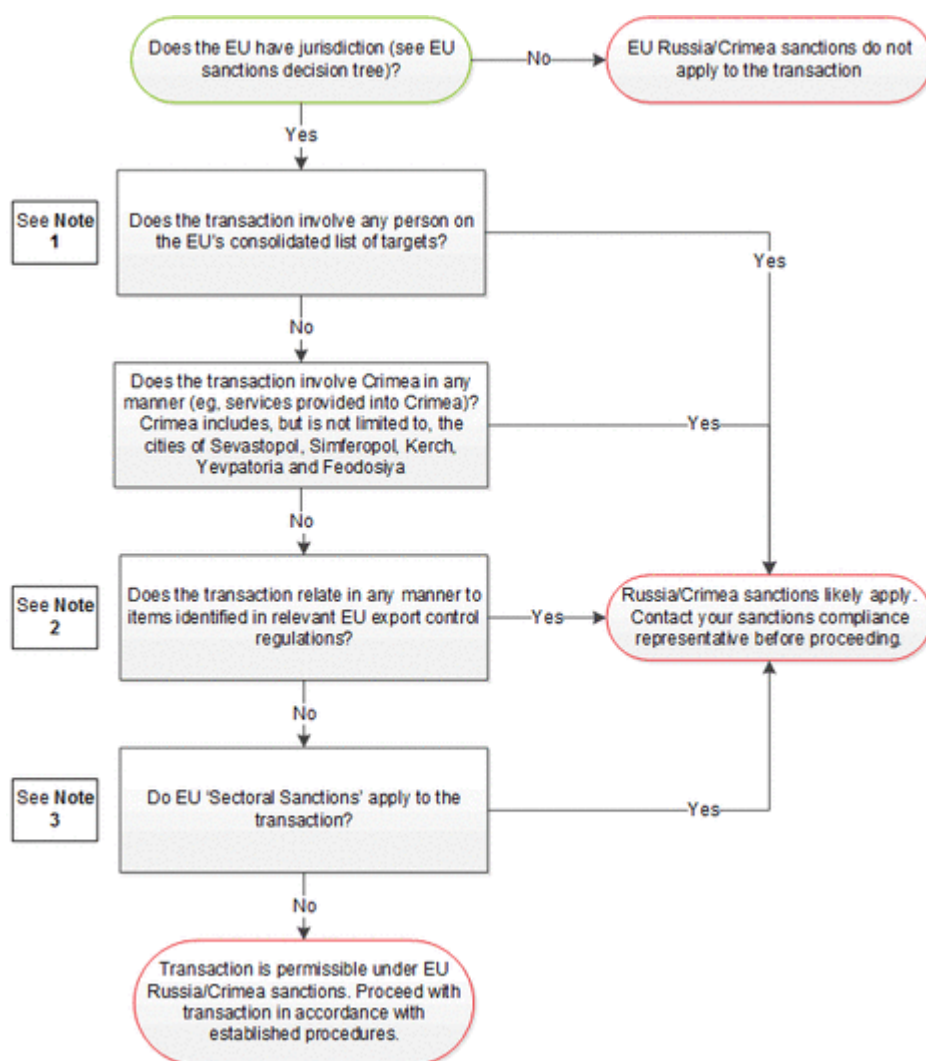 Does the EU have jurisdiction (see EU
sanctions decision tree)?
No
EU Russia/Crimea sanctions do not
apply to the transaction
Yes
See Note
1
Does the transaction involve any person on
the EU's consolidated list of targets?
Yes
No
Does the transaction involve Crimea in any
manner (eg, services provided into Crimea)?
Crimea includes, but is not limited to, the
cities of Sevastopol, Simferopol, Kerch,
Yevpatoria and Feodosiya
Yes
No
See Note
2
Does the transaction relate in any manner to
items identified in relevant EU export control
regulations?
Yes
Russia/Crimea sanctions likely apply.
Contact your sanctions compliance
representative before proceeding.
No
See Note
3
Do EU 'Sectoral Sanctions' apply to the
transaction?
Yes
No
Transaction is permissible under EU
Russia/Crimea sanctions. Proceed with
transaction in accordance with
established procedures.